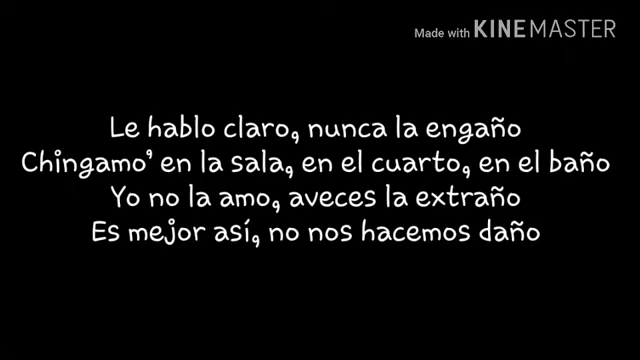 Made with KINEMASTER
Le hablo claro, nunca la engaño
Chingamo' en la sala, en el cuarto, en el baño
Yo no la amo, aveces la extraño
Es mejor así, no nos hacemos daño